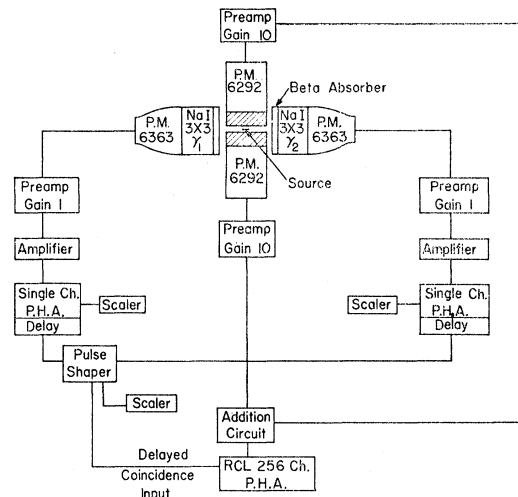 Preamp
Gain 10
P.M.
6292
Beta Absorber
P.M.
6363
NaI
3X3
γ1
NaI
3X3
γ2
P.M.
6363
P.M.
6292
Source
Preamp
Gain 1
Preamp
Gain 10
Preamp
Gain 1
Amplifier
Amplifier
Single Ch.
P.H.A.
Delay
Scaler
Scaler
Single Ch.
P.H.A.
Delay
Pulse
Shaper
Scaler
Addition
Circuit
Delayed
Coincidence
Input
RCL 256 Ch.
P.H.A.